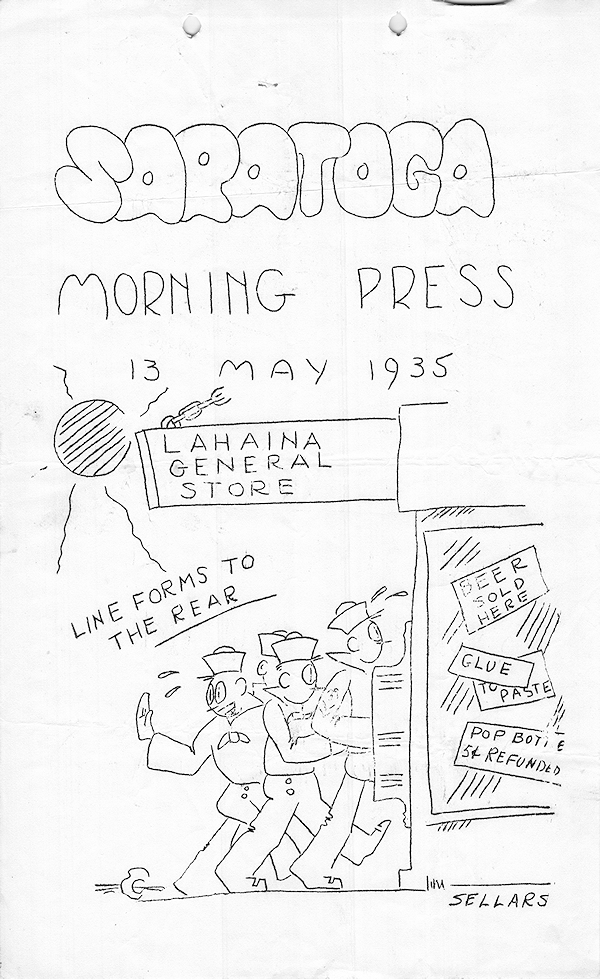 SARATOGA
MORNING PRESS
13 MAY 1935
LAHAINA
GENERAL
STORE
LINE FORMS TO
THE REAR
BEER
SOLD
HERE
GLUE
TO PASTE
POP BOTT E
5¢ REFUNDED
SELLARS